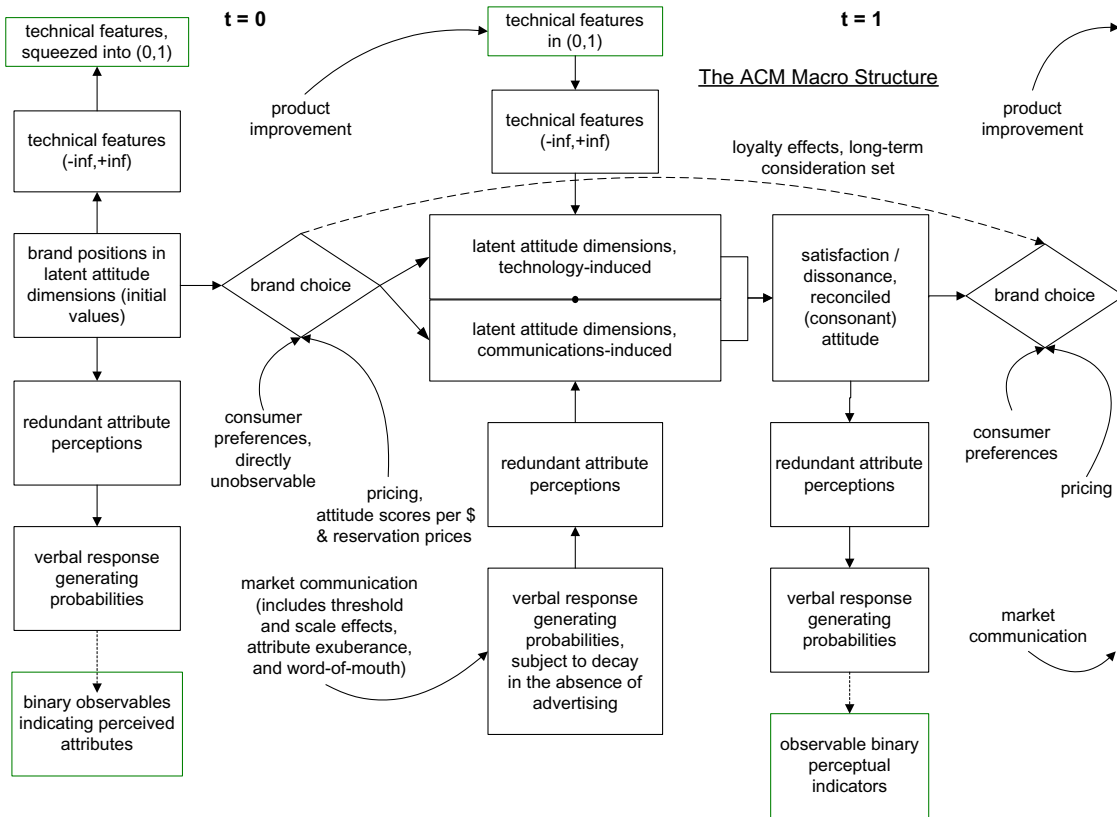 t = 0
t = 1
The ACM Macro Structure
technical features,
squeezed into (0,1)
technical features
(-inf,+inf)
brand positions in
latent attitude
dimensions (initial
values)
redundant attribute
perceptions
verbal response
generating
probabilities
binary observables
indicating perceived
attributes
product
improvement
brand choice
consumer
preferences,
directly
unobservable
pricing,
attitude scores per $
& reservation prices
market communication
(includes threshold
and scale effects,
attribute exuberance,
and word-of-mouth)
technical features
in (0,1)
technical features
(-inf,+inf)
latent attitude dimensions,
technology-induced
latent attitude dimensions,
communications-induced
redundant attribute
perceptions
verbal response
generating
probabilities,
subject to decay
in the absence of
advertising
loyalty effects, long-term
consideration set
satisfaction /
dissonance,
reconciled
(consonant)
attitude
redundant attribute
perceptions
verbal response
generating
probabilities
observable binary
perceptual
indicators
product
improvement
brand choice
consumer
preferences
pricing
market
communication